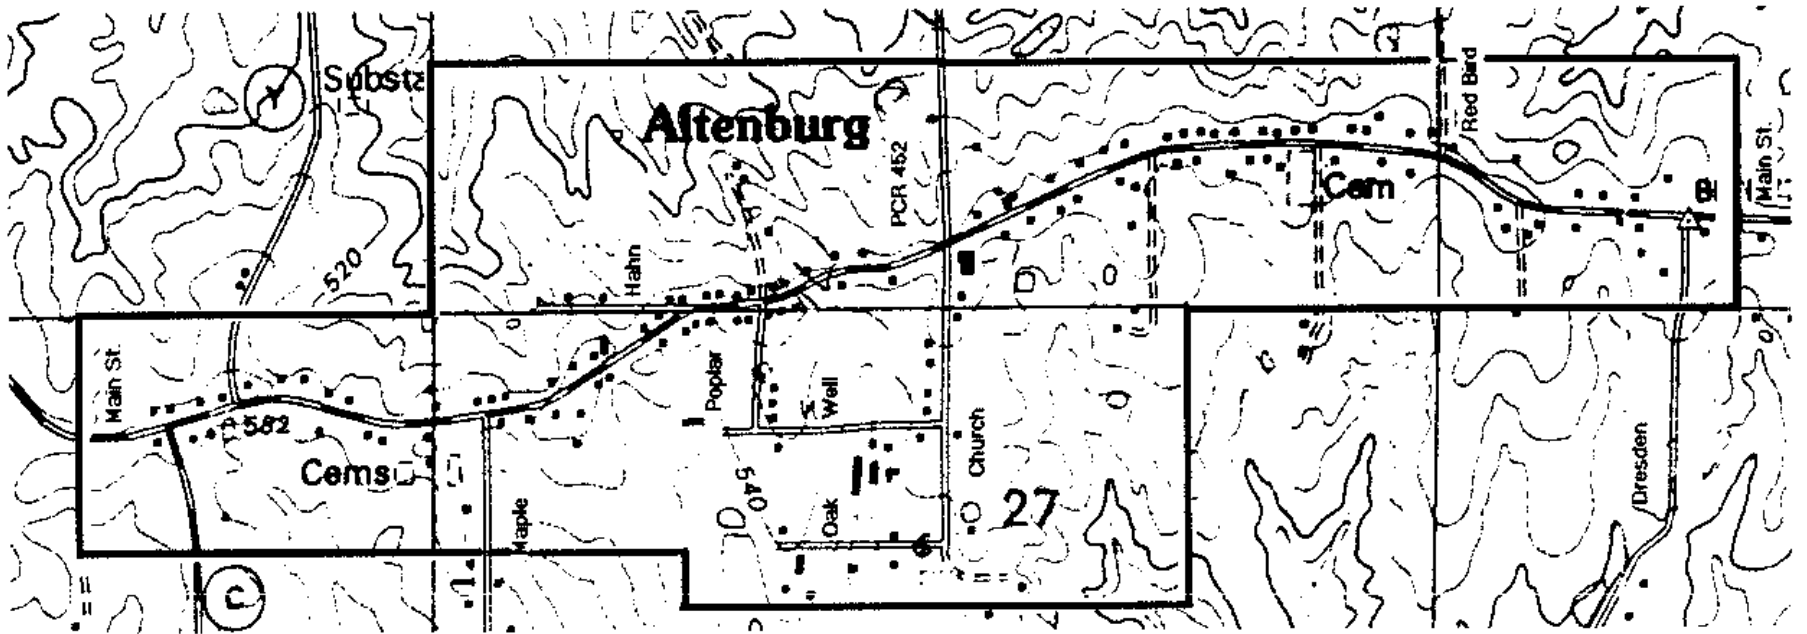 Y
Substa
Altenburg
Red Bird
Main St.
PCR 452
Cem
520
Hahn
Main St.
Poplar
Well
582
Church
Cems
540
Oak
27
Maple
Dresden
C